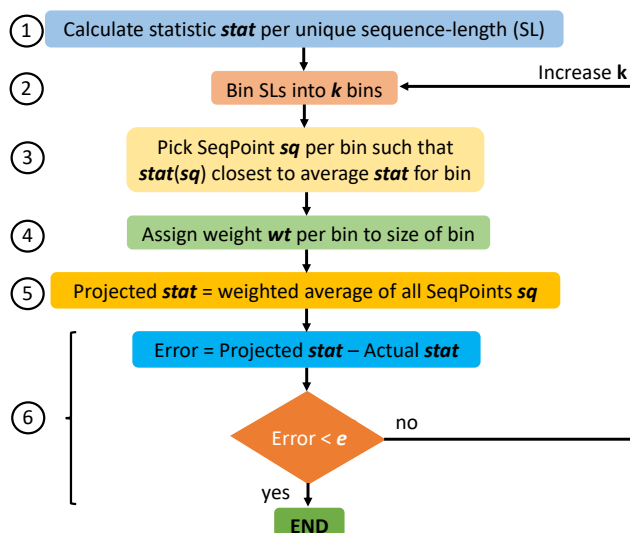 1 Calculate statistic stat per unique sequence-length (SL)
Increase k
2 Bin SLs into k bins
3 Pick SeqPoint sq per bin such that
stat(sq) closest to average stat for bin
4 Assign weight wt per bin to size of bin
5 Projected stat = weighted average of all SeqPoints sq
Error = Projected stat – Actual stat
6
Error < e
no
yes
END